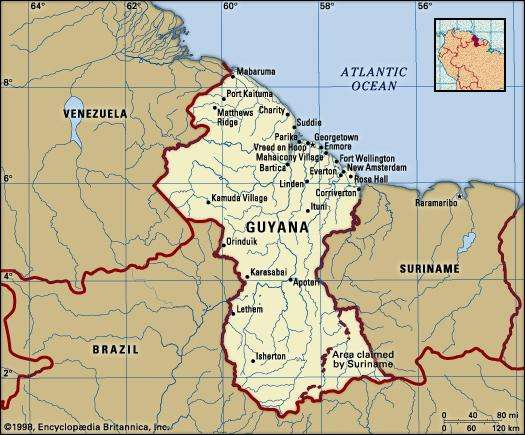 64°
62°
60°
58°
56°
54°
8°
6°
4°
2°
ATLANTIC
OCEAN
VENEZUELA
Mabaruma
Port Kaituma
Matthews
Ridge
Charity
Suddie
Parika
Georgetown
Vreed en Hoop
Enmore
Mahaicony Village
Fort Wellington
Bartica
Everton
New Amsterdam
Linden
Rose Hall
Corriverton
Kamuda Village
Ituni
Raramaribo
GUYANA
Orinduik
Karasabai
Apoteri
SURINAME
Lethem
BRAZIL
Isherton
Area claimed
by Suriname
0 40 80 mi
0 60 120 km
©1998, Encyclopædia Britannica, Inc.